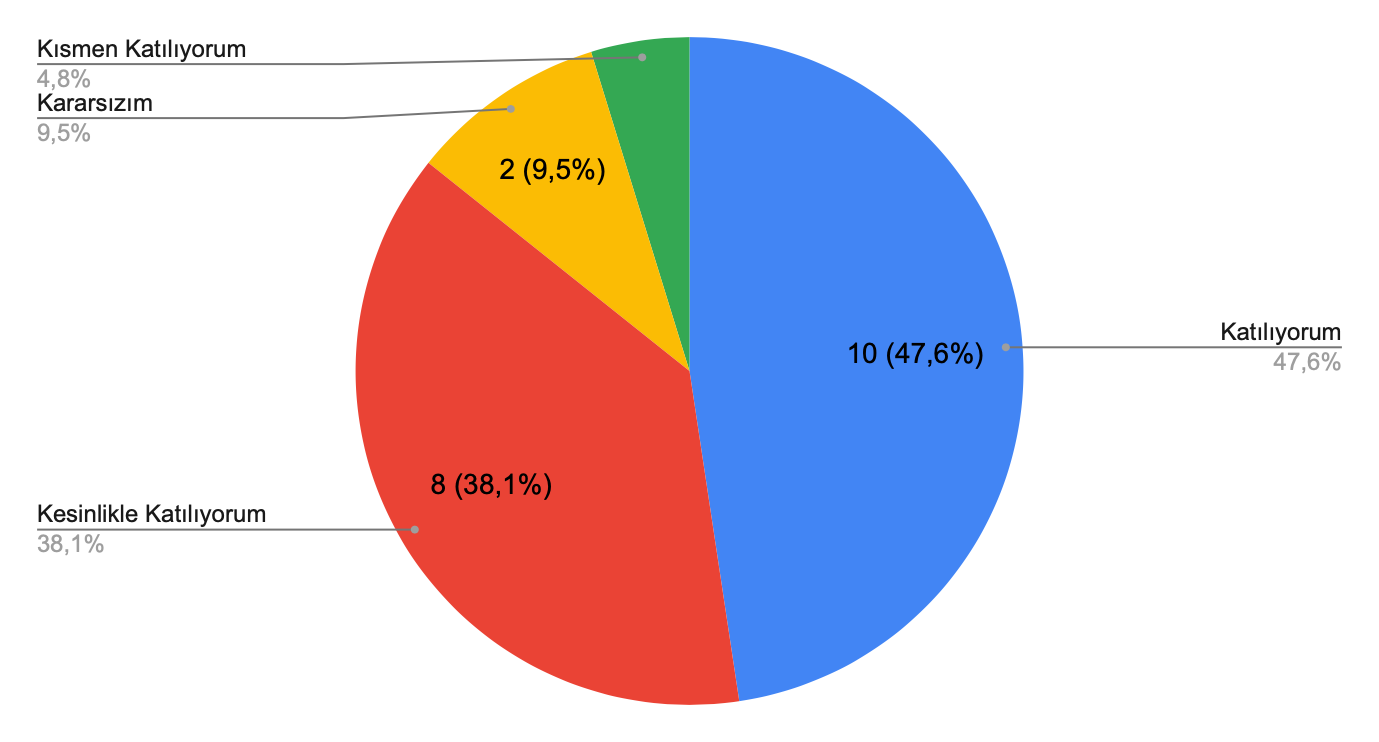 Kısmen Katılıyorum
4,8%
Kararsızım
9,5%
2 (9,5%)
Katılıyorum
47,6%
10 (47,6%)
8 (38,1%)
Kesinlikle Katılıyorum
38,1%